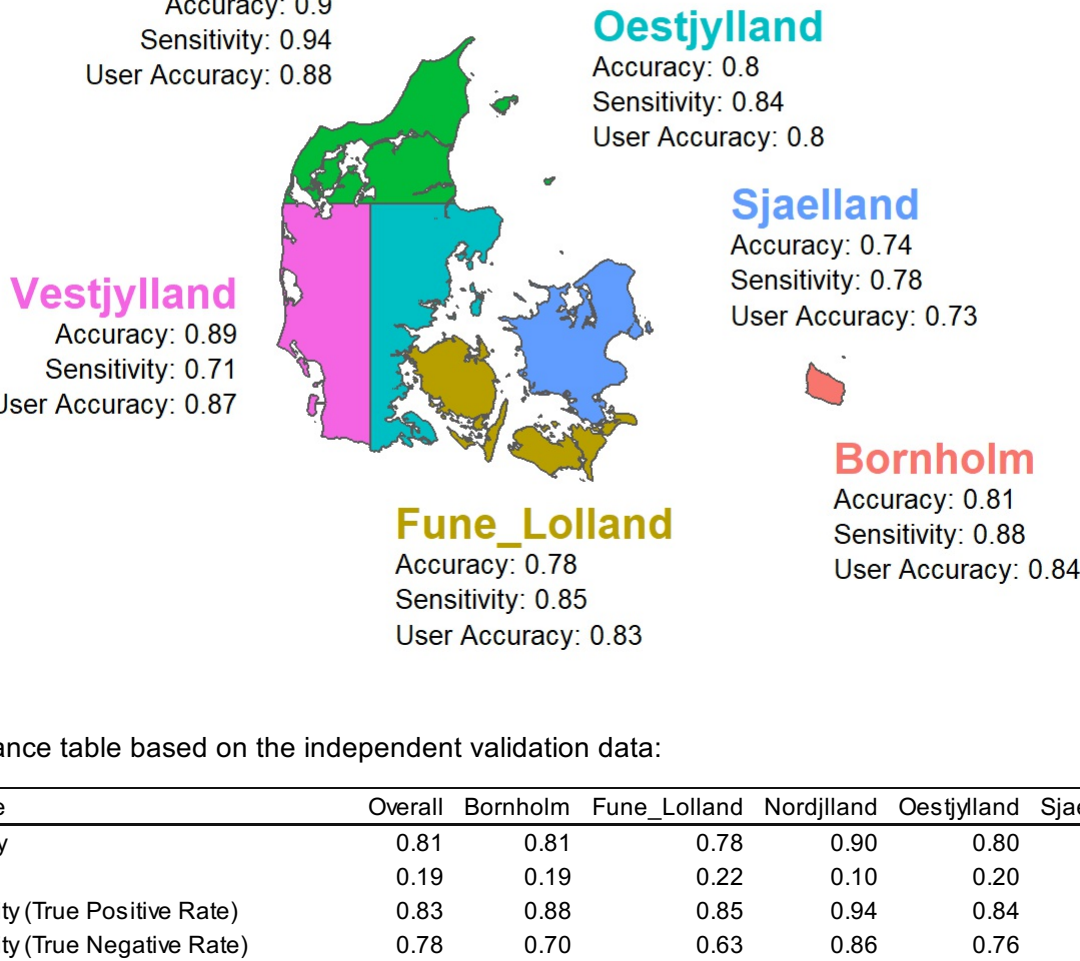 Accuracy: 0.9
Sensitivity: 0.94
User Accuracy: 0.88
Oestjylland
Accuracy: 0.8
Sensitivity: 0.84
User Accuracy: 0.8
Sjaelland
Accuracy: 0.74
Sensitivity: 0.78
User Accuracy: 0.73
Vestjylland
Accuracy: 0.89
Sensitivity: 0.71
User Accuracy: 0.87
Bornholm
Accuracy: 0.81
Sensitivity: 0.88
User Accuracy: 0.84
Fune_Lolland
Accuracy: 0.78
Sensitivity: 0.85
User Accuracy: 0.83
ance table based on the independent validation data:
e Overall Bornholm Fune_Lolland Nordjlland Oestjylland Sjae
y 0.81 0.81 0.78 0.90 0.80
0.19 0.19 0.22 0.10 0.20
ty (True Positive Rate) 0.83 0.88 0.85 0.94 0.84
ty (True Negative Rate) 0.78 0.70 0.63 0.86 0.76